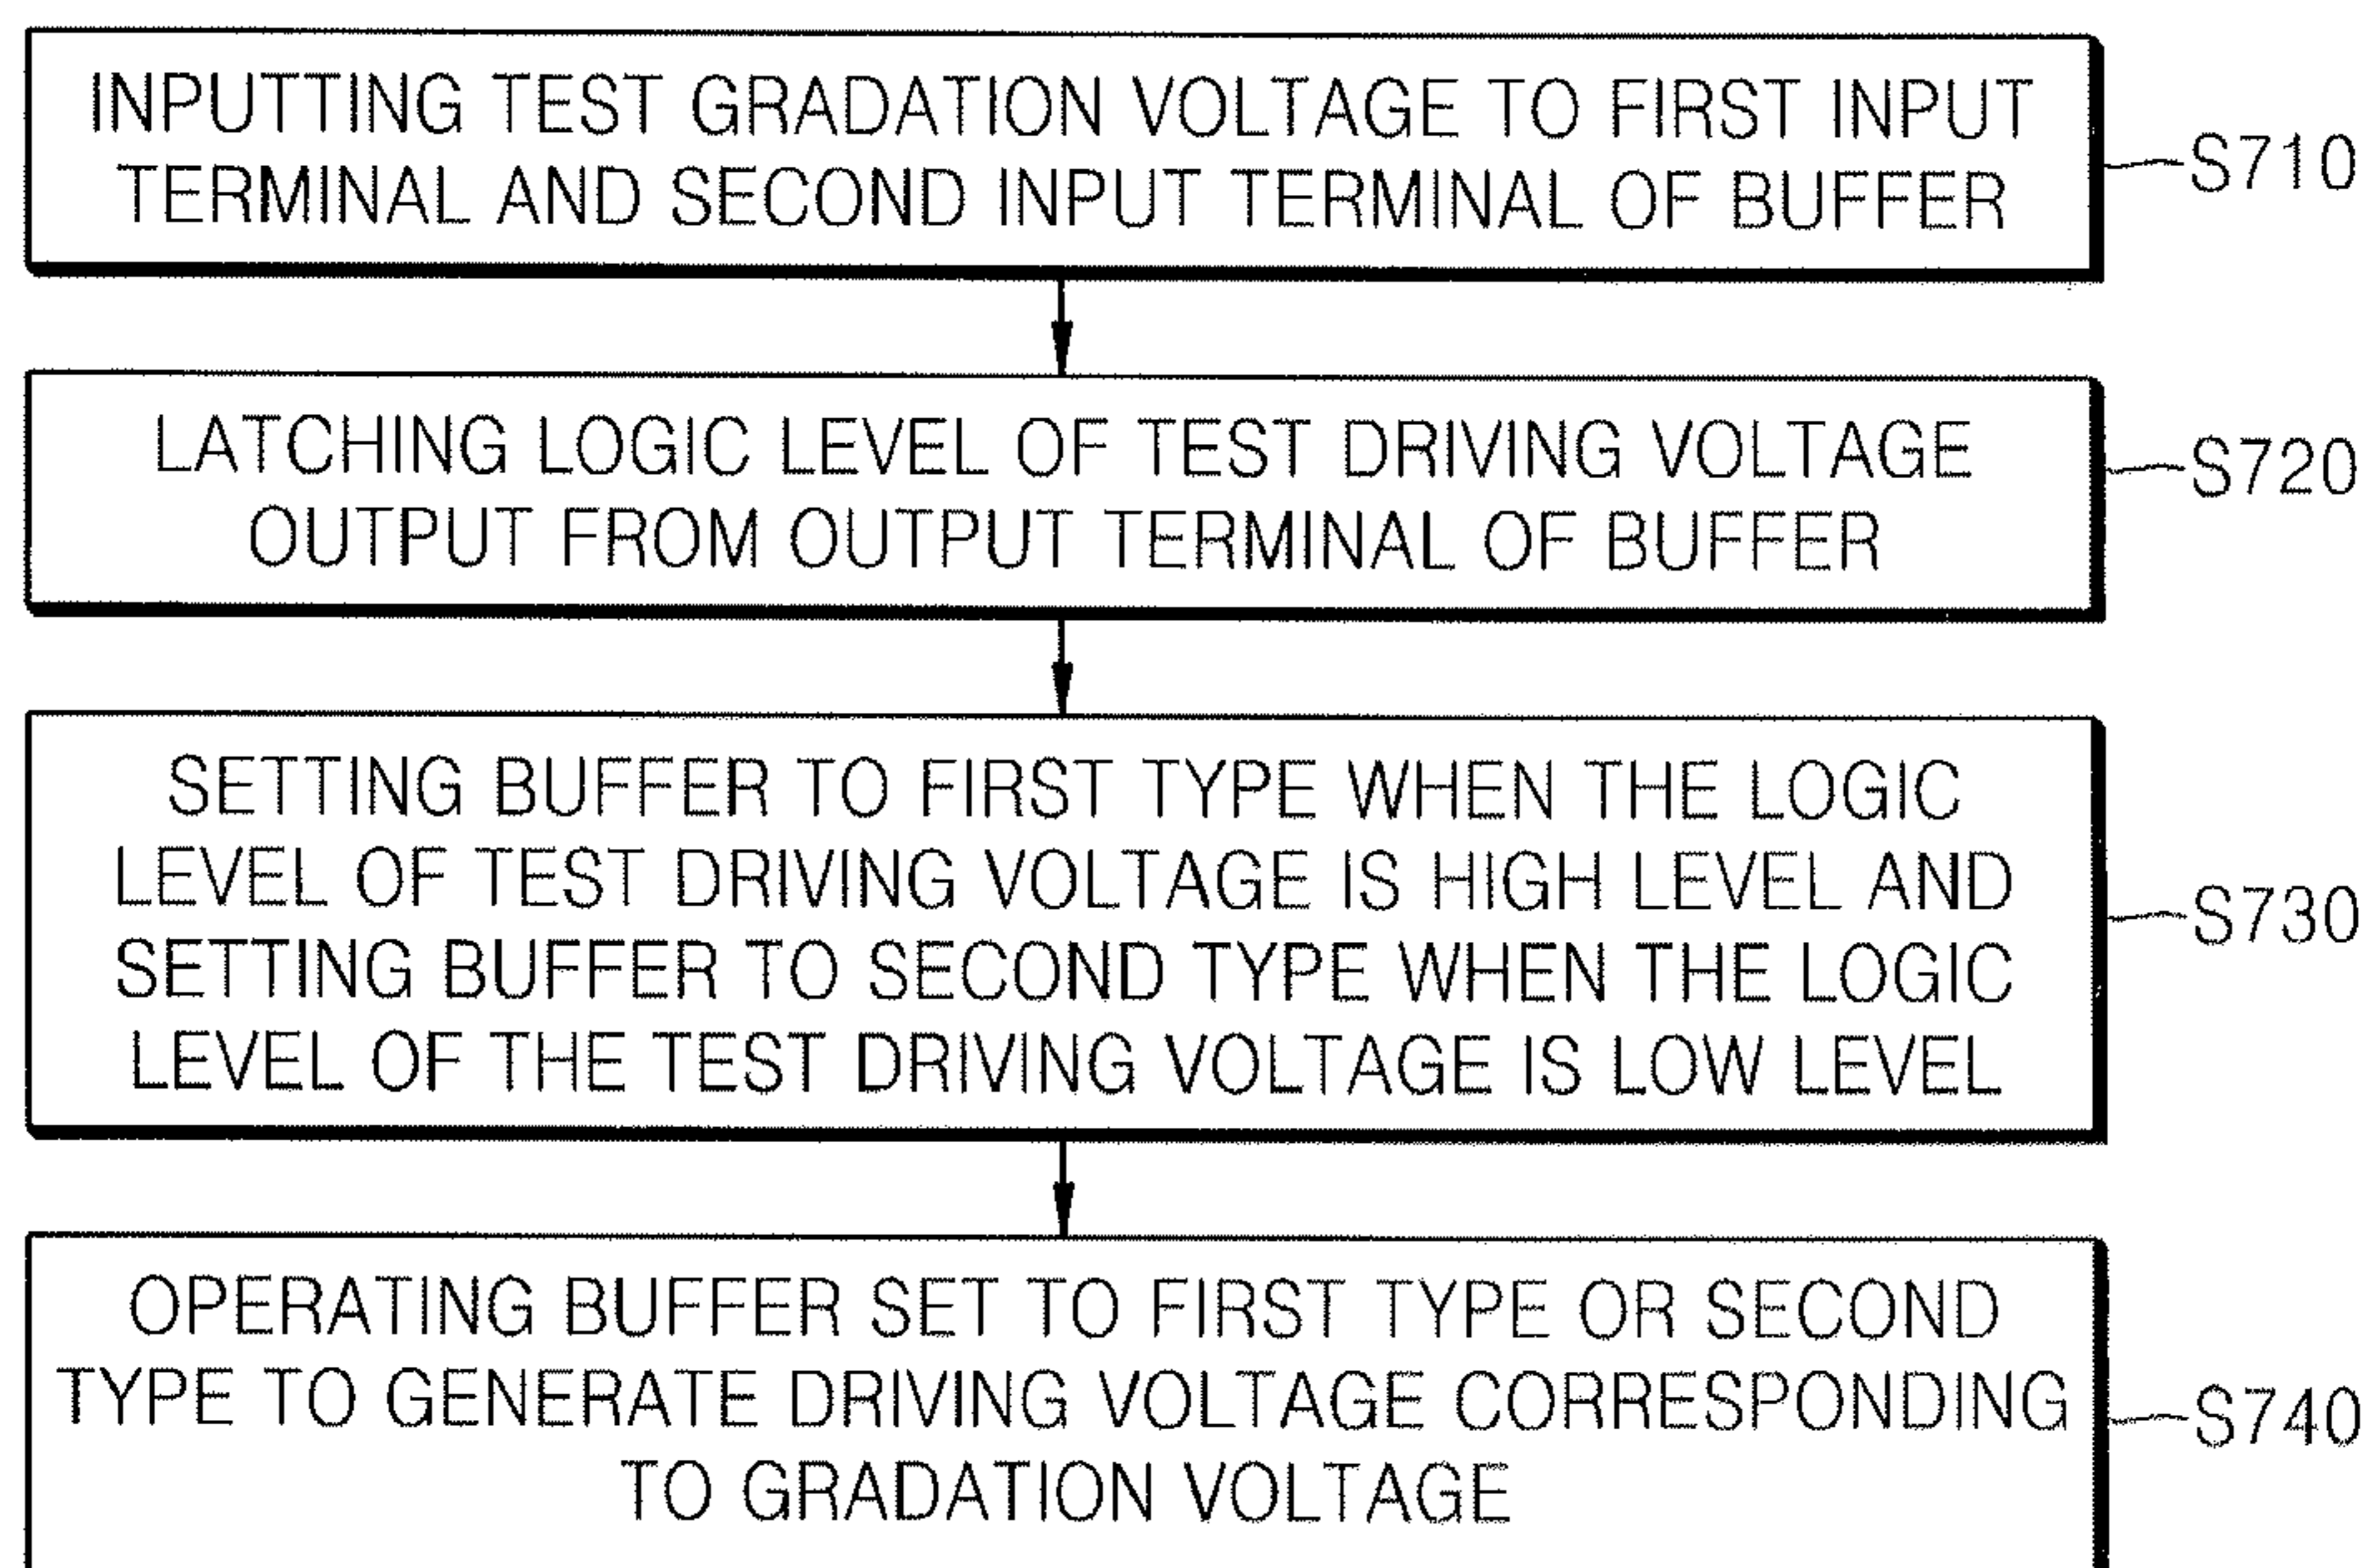 INPUTTING TEST GRADATION VOLTAGE TO FIRST INPUT
TERMINAL AND SECOND INPUT TERMINAL OF BUFFER
S710
LATCHING LOGIC LEVEL OF TEST DRIVING VOLTAGE
OUTPUT FROM OUTPUT TERMINAL OF BUFFER
S720
SETTING BUFFER TO FIRST TYPE WHEN THE LOGIC
LEVEL OF TEST DRIVING VOLTAGE IS HIGH LEVEL AND
SETTING BUFFER TO SECOND TYPE WHEN THE LOGIC
LEVEL OF THE TEST DRIVING VOLTAGE IS LOW LEVEL
S730
OPERATING BUFFER SET TO FIRST TYPE OR SECOND
TYPE TO GENERATE DRIVING VOLTAGE CORRESPONDING
TO GRADATION VOLTAGE
S740